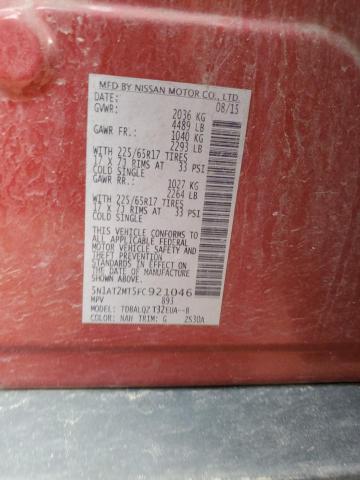 MFD BY NISSAN MOTOR CO., LTD.
DATE: 08/15
GVWR: 2036 KG
4489 LB
GAWR FR.: 1040 KG
2293 LB
WITH 225/65R17 TIRES
17 X 7J RIMS AT 33 PSI
COLD SINGLE
GAWR RR.: 1027 KG
2264 LB
WITH 225/65R17 TIRES
17 X 7J RIMS AT 33 PSI
COLD SINGLE
THIS VEHICLE CONFORMS TO
ALL APPLICABLE FEDERAL
MOTOR VEHICLE SAFETY AND
THEFT STANDARDS IN EFFECT ON
THE DATE OF MANUFACTURE
5N1AT2MT5FC921046
MPV 893
MODEL: TDBALQZ T32EUA--B
COLOR: NAH TRIM: G 2530A